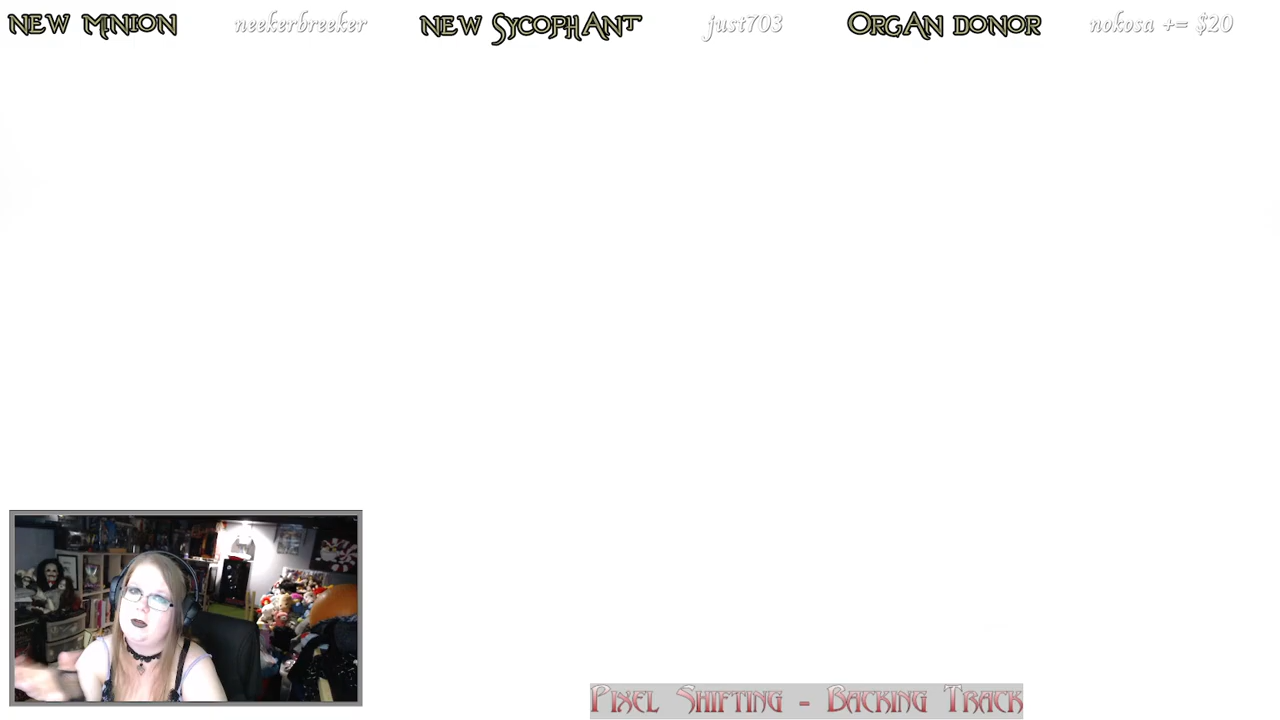 NEW MINION neekerbreeker NEW SYCOPHANT just703 ORGAN DONOR nokosa += $20
PIXEL SHIFTING - BACKING TRACK